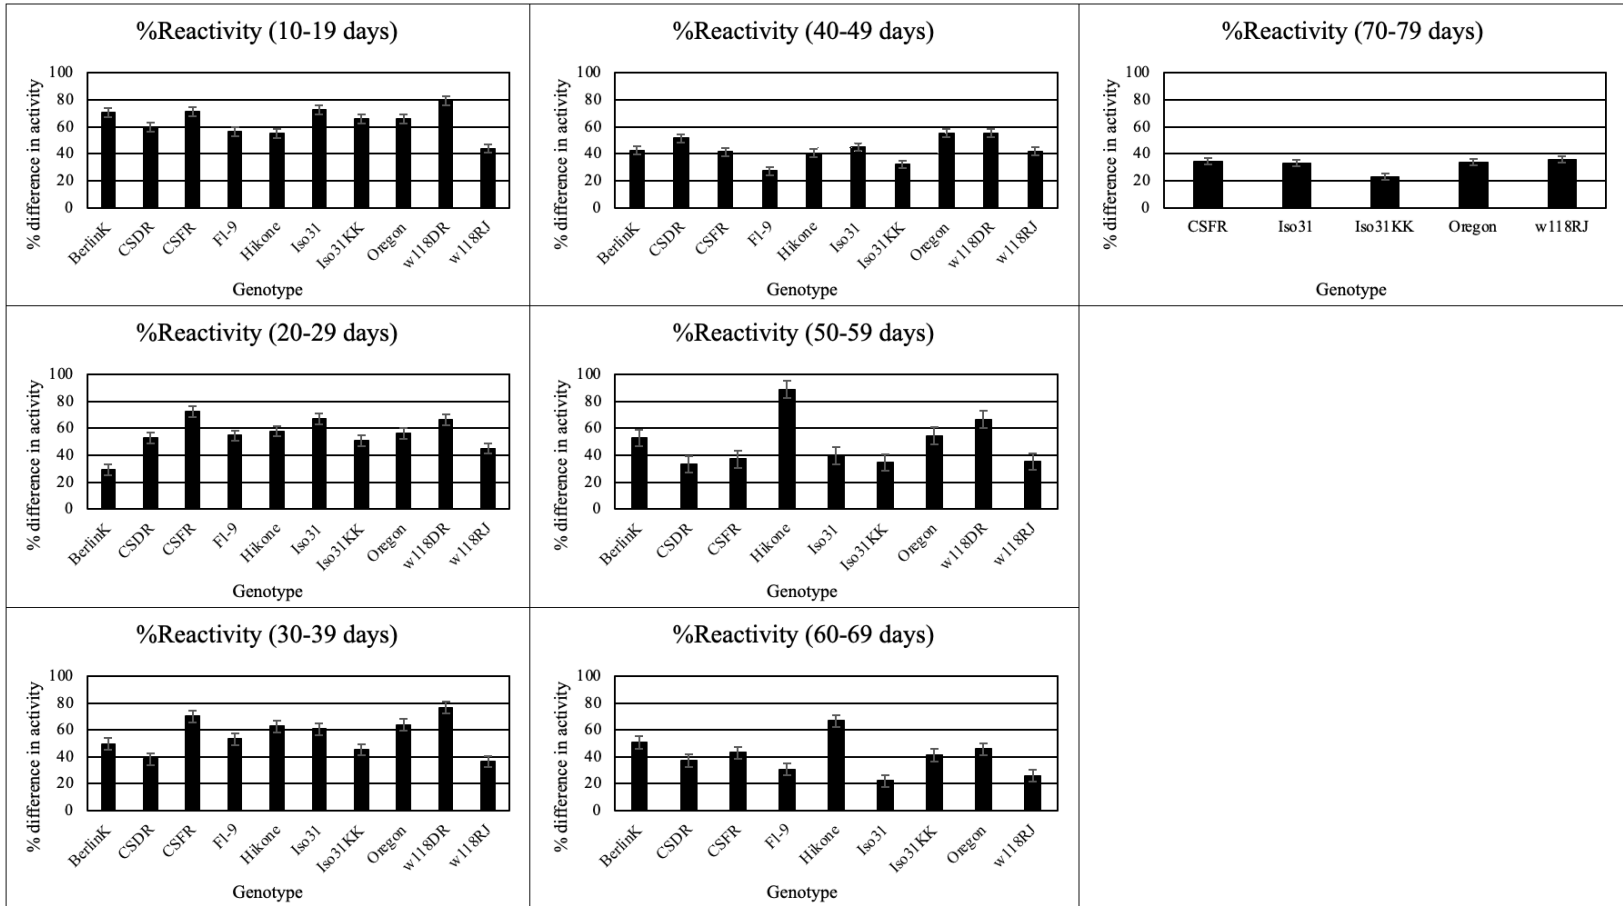 %Reactivity (10-19 days)
% difference in activity
100
80
60
40
20
0
BerlinK CSDR CSFR F1-9 Hikone Iso31 Iso31KK Oregon w118DR w118RJ
Genotype
%Reactivity (40-49 days)
% difference in activity
100
80
60
40
20
0
BerlinK CSDR CSFR F1-9 Hikone Iso31 Iso31KK Oregon w118DR w118RJ
Genotype
%Reactivity (70-79 days)
% difference in activity
100
80
60
40
20
0
CSFR Iso31 Iso31KK Oregon w118RJ
Genotype
%Reactivity (20-29 days)
% difference in activity
100
80
60
40
20
0
BerlinK CSDR CSFR F1-9 Hikone Iso31 Iso31KK Oregon w118DR w118RJ
Genotype
%Reactivity (50-59 days)
% difference in activity
100
80
60
40
20
0
BerlinK CSDR CSFR Hikone Iso31 Iso31KK Oregon w118DR w118RJ
Genotype
%Reactivity (30-39 days)
% difference in activity
100
80
60
40
20
0
BerlinK CSDR CSFR F1-9 Hikone Iso31 Iso31KK Oregon w118DR w118RJ
Genotype
%Reactivity (60-69 days)
% difference in activity
100
80
60
40
20
0
BerlinK CSDR CSFR F1-9 Hikone Iso31 Iso31KK Oregon w118RJ
Genotype